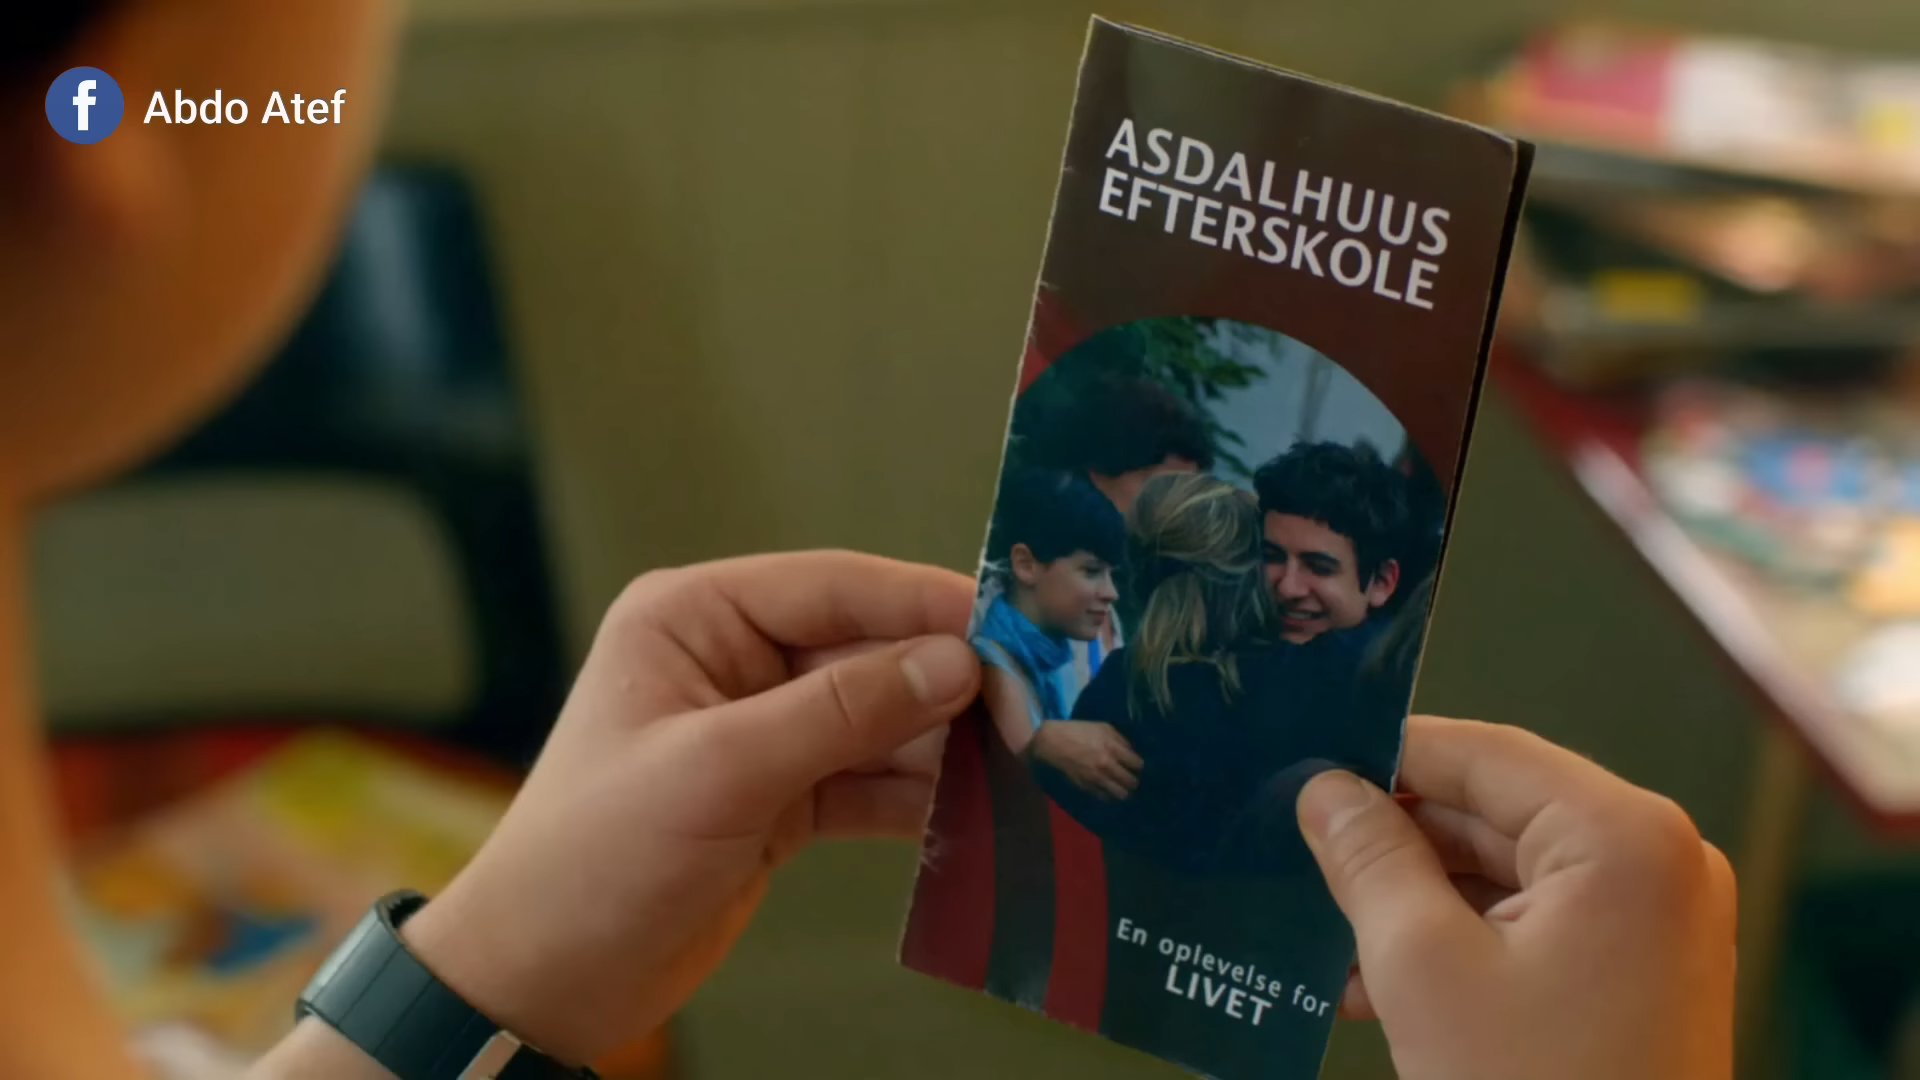 Abdo Atef
ASDALHUUS
EFTERSKOLE
En oplevelse for
LIVET